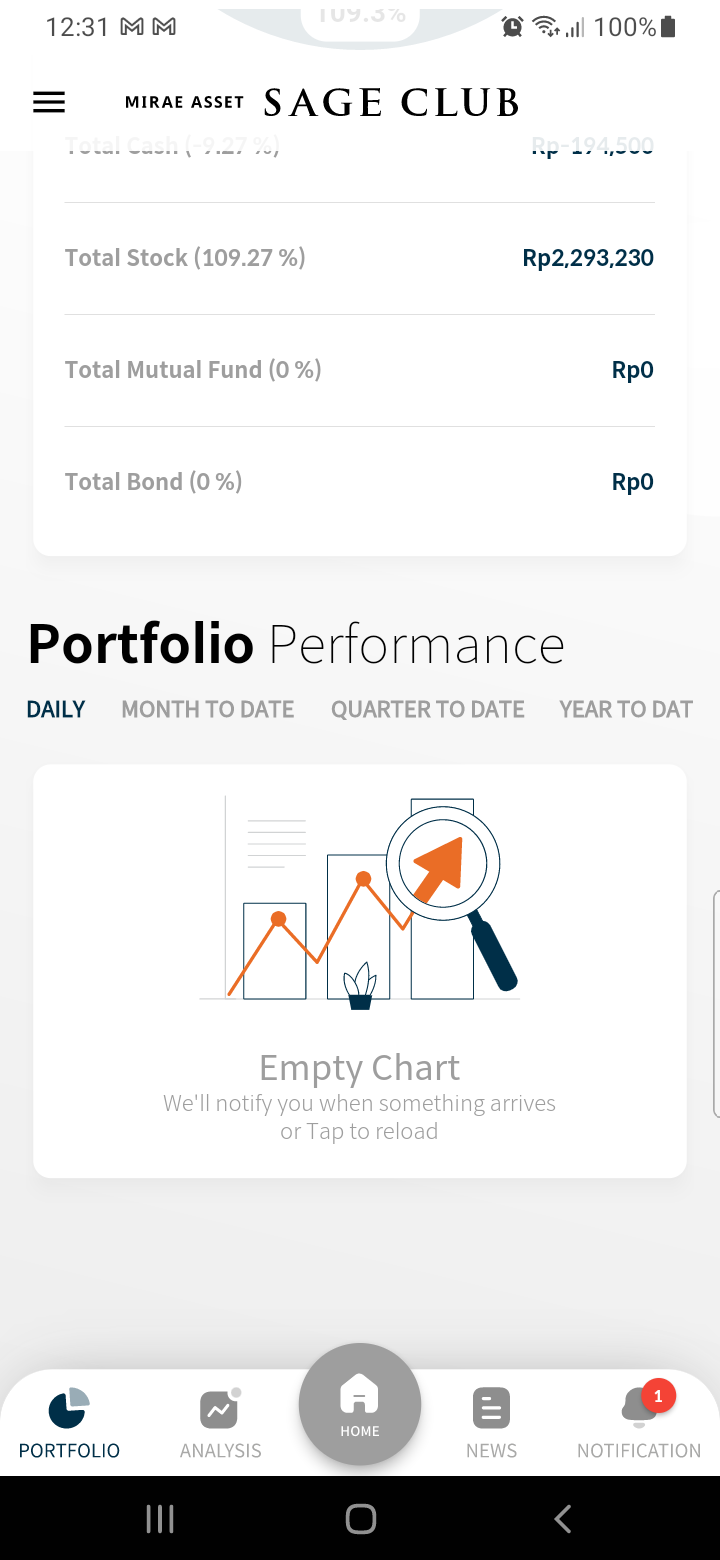 109.3%
12:31 100%
MIRAE ASSET SAGE CLUB
Total Cash (-9.27 %) Rp-194,500
Total Stock (109.27 %) Rp2,293,230
Total Mutual Fund (0 %) Rp0
Total Bond (0 %) Rp0
Portfolio Performance
DAILY MONTH TO DATE QUARTER TO DATE YEAR TO DAT
Empty Chart
We'll notify you when something arrives
or Tap to reload
1
PORTFOLIO ANALYSIS HOME NEWS NOTIFICATION